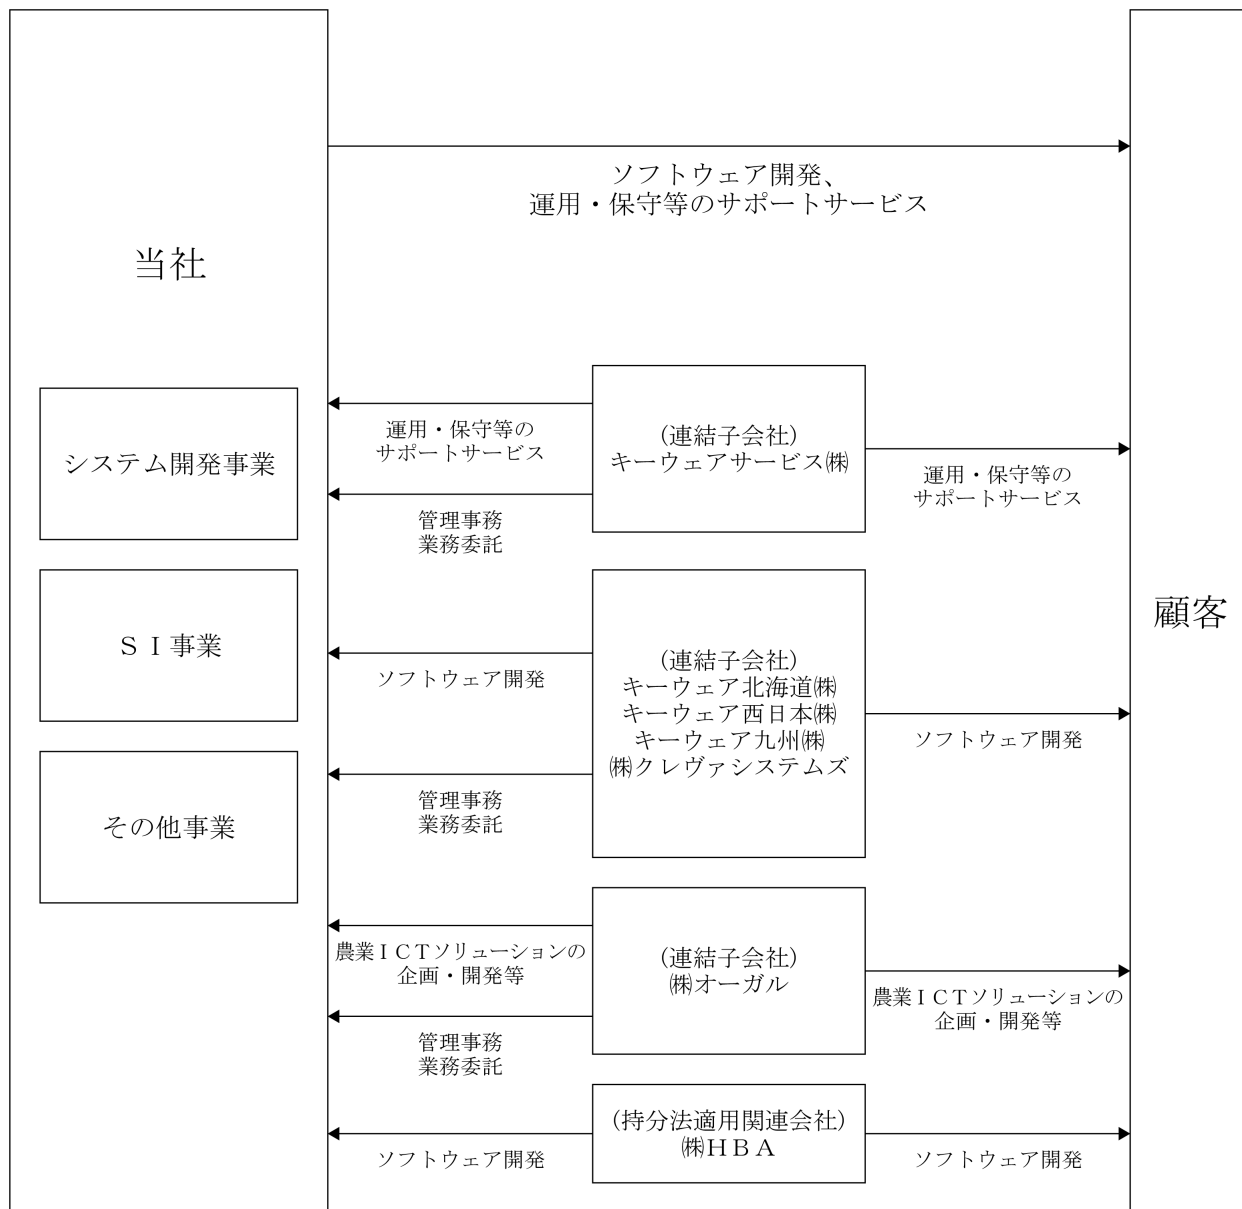 ソフトウェア開発、
運用・保守等のサポートサービス
当社
システム開発事業
ＳＩ事業
その他事業
運用・保守等の
サポートサービス
管理事務
業務委託
(連結子会社)
キーウェアサービス㈱
運用・保守等の
サポートサービス
ソフトウェア開発
管理事務
業務委託
(連結子会社)
キーウェア北海道㈱
キーウェア西日本㈱
キーウェア九州㈱
㈱クレヴァシステムズ
ソフトウェア開発
農業ＩＣＴソリューションの
企画・開発等
管理事務
業務委託
(連結子会社)
㈱オーガル
農業ＩＣＴソリューションの
企画・開発等
ソフトウェア開発
(持分法適用関連会社)
㈱ＨＢＡ
ソフトウェア開発
顧客